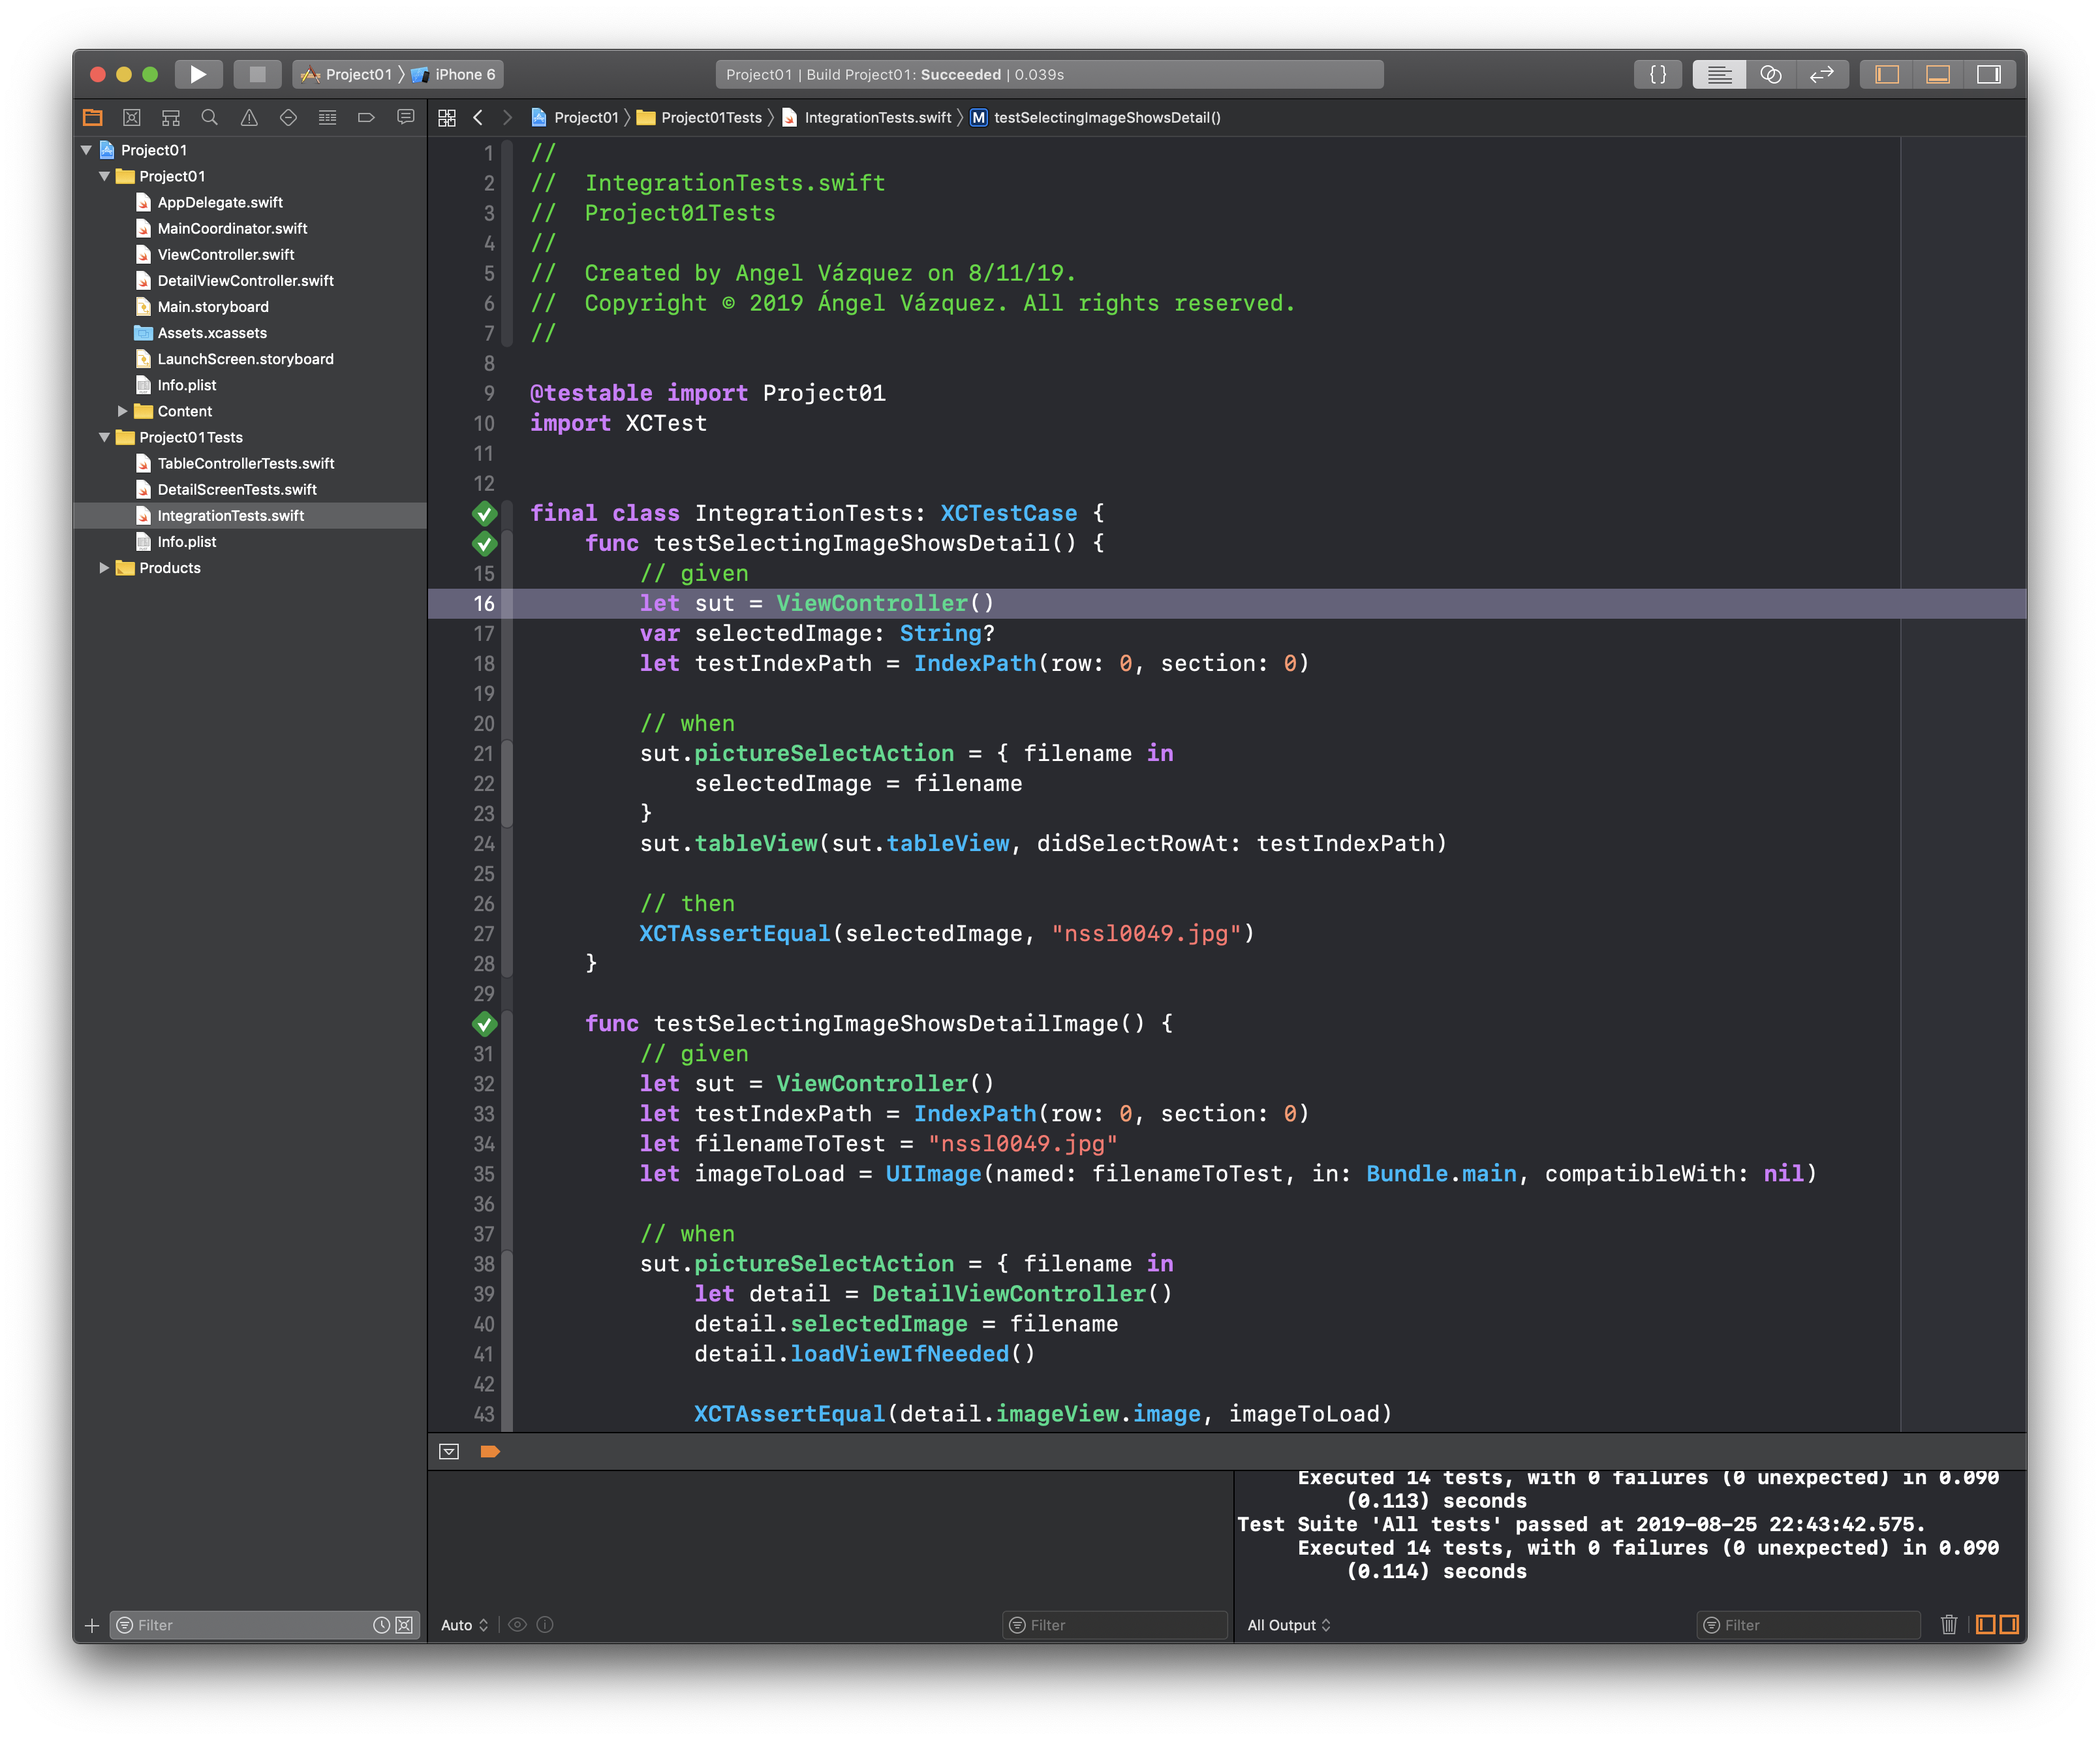 Project01 〉 iPhone 6
Project01 | Build Project01: Succeeded | 0.039s
{ }
Project01 〉 Project01Tests 〉 IntegrationTests.swift 〉 M testSelectingImageShowsDetail()
Project01
Project01
AppDelegate.swift
MainCoordinator.swift
ViewController.swift
DetailViewController.swift
Main.storyboard
Assets.xcassets
LaunchScreen.storyboard
Info.plist
Content
Project01Tests
TableControllerTests.swift
DetailScreenTests.swift
IntegrationTests.swift
Info.plist
Products
Filter
1 //
2 //  IntegrationTests.swift
3 //  Project01Tests
4 //
5 //  Created by Angel Vázquez on 8/11/19.
6 //  Copyright © 2019 Ángel Vázquez. All rights reserved.
7 //
8
9 @testable import Project01
10 import XCTest
11
12
final class IntegrationTests: XCTestCase {
    func testSelectingImageShowsDetail() {
15         // given
16         let sut = ViewController()
17         var selectedImage: String?
18         let testIndexPath = IndexPath(row: 0, section: 0)
19
20         // when
21         sut.pictureSelectAction = { filename in
22             selectedImage = filename
23         }
24         sut.tableView(sut.tableView, didSelectRowAt: testIndexPath)
25
26         // then
27         XCTAssertEqual(selectedImage, "nssl0049.jpg")
28     }
29
    func testSelectingImageShowsDetailImage() {
31         // given
32         let sut = ViewController()
33         let testIndexPath = IndexPath(row: 0, section: 0)
34         let filenameToTest = "nssl0049.jpg"
35         let imageToLoad = UIImage(named: filenameToTest, in: Bundle.main, compatibleWith: nil)
36
37         // when
38         sut.pictureSelectAction = { filename in
39             let detail = DetailViewController()
40             detail.selectedImage = filename
41             detail.loadViewIfNeeded()
42
43             XCTAssertEqual(detail.imageView.image, imageToLoad)
Auto
Filter
Executed 14 tests, with 0 failures (0 unexpected) in 0.090
(0.113) seconds
Test Suite 'All tests' passed at 2019-08-25 22:43:42.575.
Executed 14 tests, with 0 failures (0 unexpected) in 0.090
(0.114) seconds
All Output
Filter